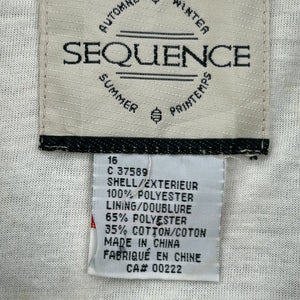 AUTOMNE WINTER
SEQUENCE
SUMMER PRINTEMPS
16
C 37589
SHELL/EXTERIEUR
100% POLYESTER
LINING/DOUBLURE
65% POLYESTER
35% COTTON/COTON
MADE IN CHINA
FABRIQUÉ EN CHINE
CA# 00222